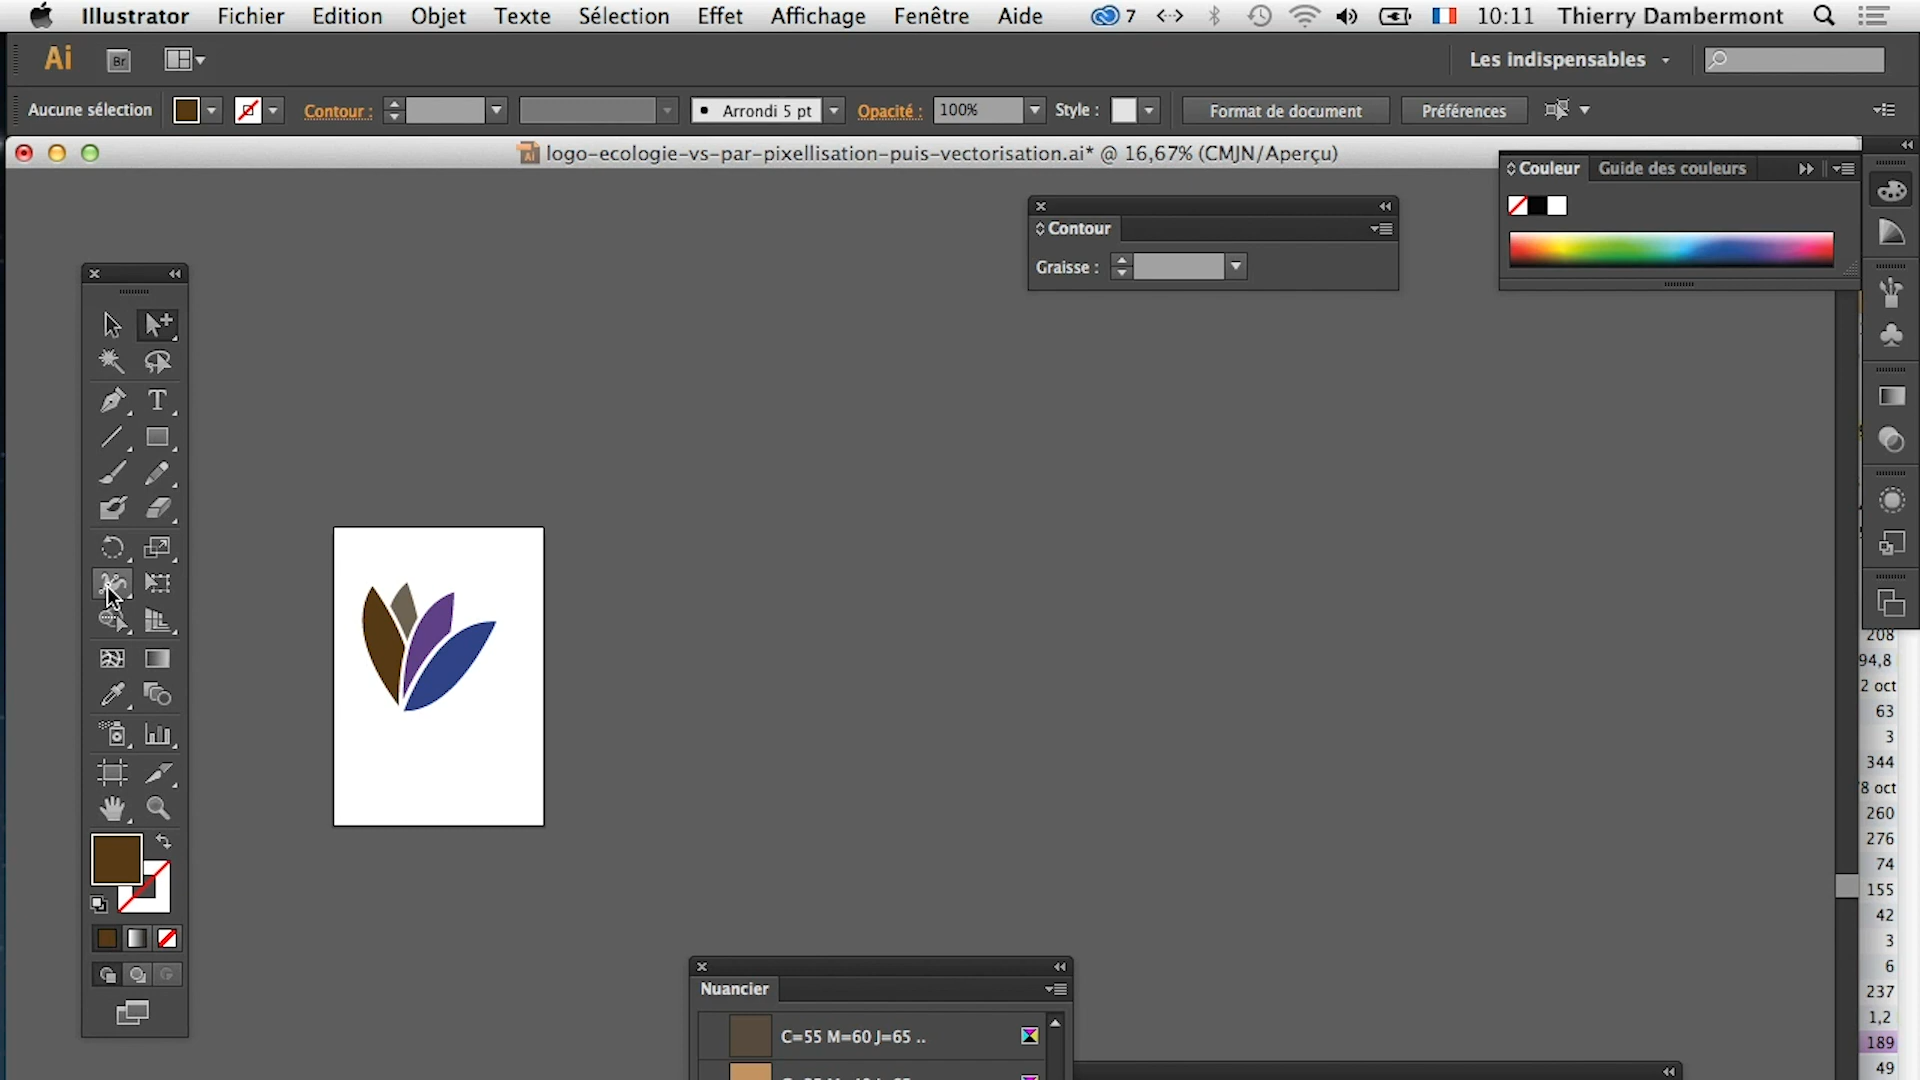 Illustrator Fichier Edition Objet Texte Sélection Effet Affichage Fenêtre Aide 7 10:11 Thierry Dambermont
Ai Br Les indispensables
Aucune sélection Contour : Arrondi 5 pt Opacité : 100% Style : Format de document Préférences
logo-ecologie-vs-par-pixellisation-puis-vectorisation.ai* @ 16,67% (CMJN/Aperçu)
Couleur Guide des couleurs
Contour
Graisse :
T
208
94,8
2 oct
63
3
344
8 oct
260
276
74
155
42
3
6
237
1,2
189
49
Nuancier
C=55 M=60 J=65 ..